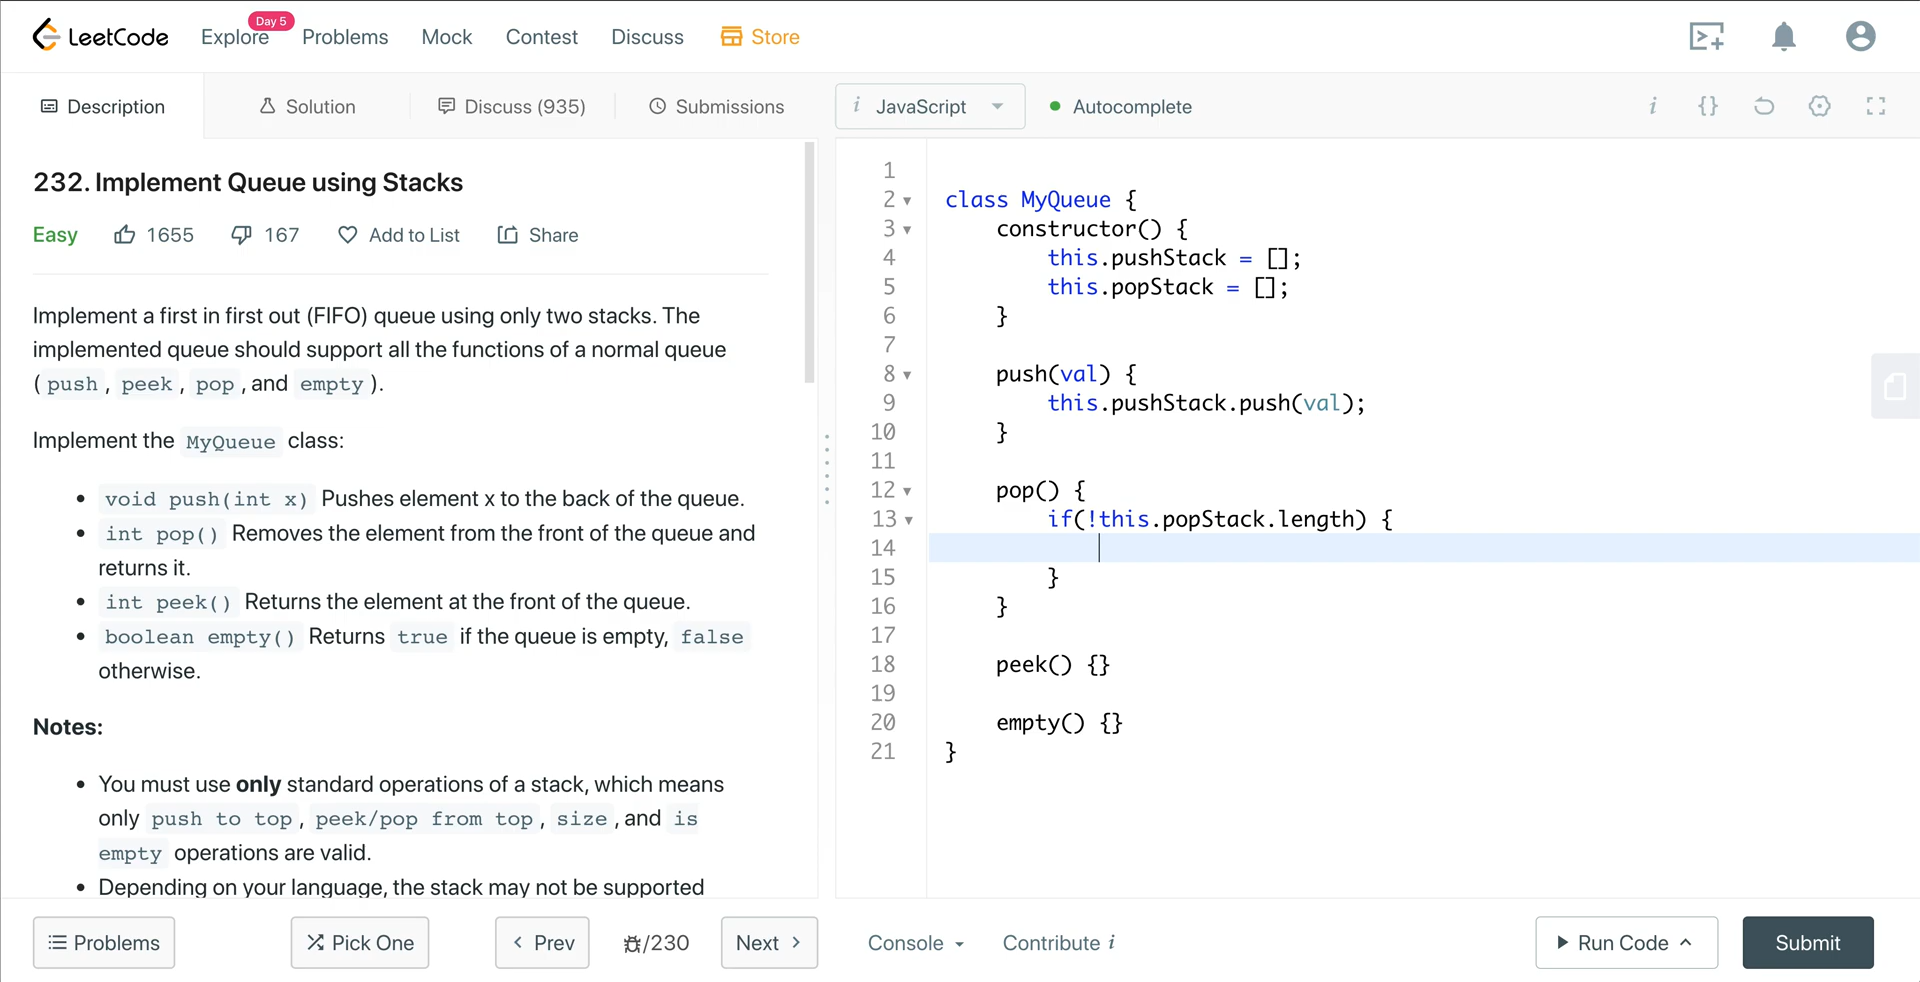 LeetCode Explore Day 5 Problems Mock Contest Discuss Store
Description Solution Discuss (935) Submissions
i JavaScript Autocomplete i {}
232. Implement Queue using Stacks
Easy 1655 167 Add to List Share
Implement a first in first out (FIFO) queue using only two stacks. The
implemented queue should support all the functions of a normal queue
( push , peek , pop , and empty ).
Implement the MyQueue class:
• void push(int x) Pushes element x to the back of the queue.
• int pop() Removes the element from the front of the queue and
returns it.
• int peek() Returns the element at the front of the queue.
• boolean empty() Returns true if the queue is empty, false
otherwise.
Notes:
• You must use only standard operations of a stack, which means
only push to top , peek/pop from top , size , and is
empty operations are valid.
• Depending on your language, the stack may not be supported
1
2 class MyQueue {
3 constructor() {
4 this.pushStack = [];
5 this.popStack = [];
6 }
7
8 push(val) {
9 this.pushStack.push(val);
10 }
11
12 pop() {
13 if(!this.popStack.length) {
14
15 }
16 }
17
18 peek() {}
19
20 empty() {}
21 }
Problems Pick One Prev /230 Next Console Contribute i Run Code Submit